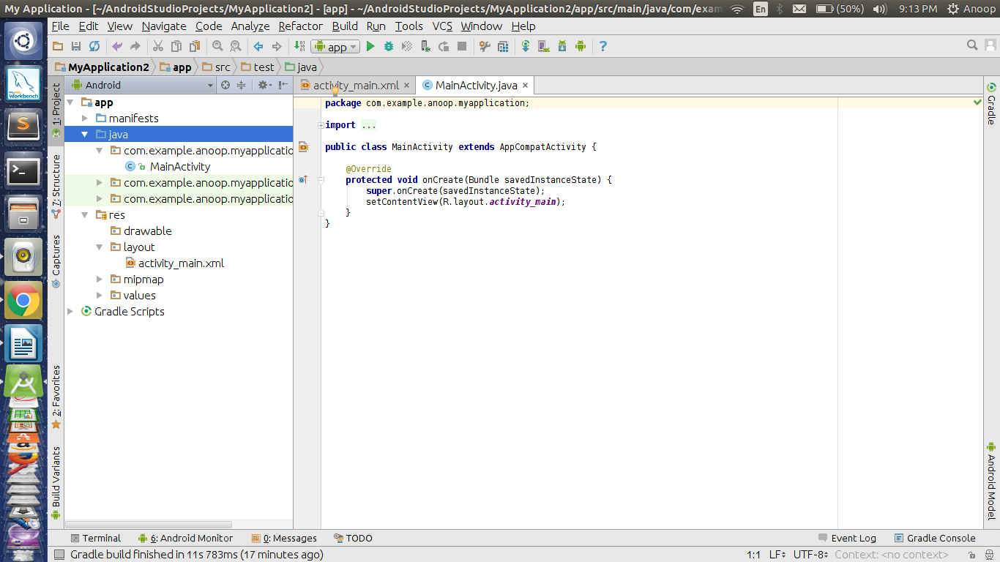 My Application - [~/AndroidStudioProjects/MyApplication2] - [app] - ~/AndroidStudioProjects/MyApplication2/app/src/main/java/com/exam
En
(50%)
9:13 PM
Anoop
File Edit View Navigate Code Analyze Refactor Build Run Tools VCS Window Help
app
MyApplication2 app src test java
Android
activity_main.xml
MainActivity.java
1: Project
7: Structure
Captures
2: Favorites
Build Variants
app
manifests
java
com.example.anoop.myapplicatio
MainActivity
com.example.anoop.myapplicatio
com.example.anoop.myapplicatio
res
drawable
layout
activity_main.xml
mipmap
values
Gradle Scripts
package com.example.anoop.myapplication;
import ...
public class MainActivity extends AppCompatActivity {
@Override
protected void onCreate(Bundle savedInstanceState) {
super.onCreate(savedInstanceState);
setContentView(R.layout.activity_main);
}
}
Gradle
Android Model
MySQL
Workbench
Terminal 6: Android Monitor 0: Messages TODO Event Log Gradle Console
Gradle build finished in 11s 783ms (17 minutes ago) 1:1 LF UTF-8 Context: <no context>